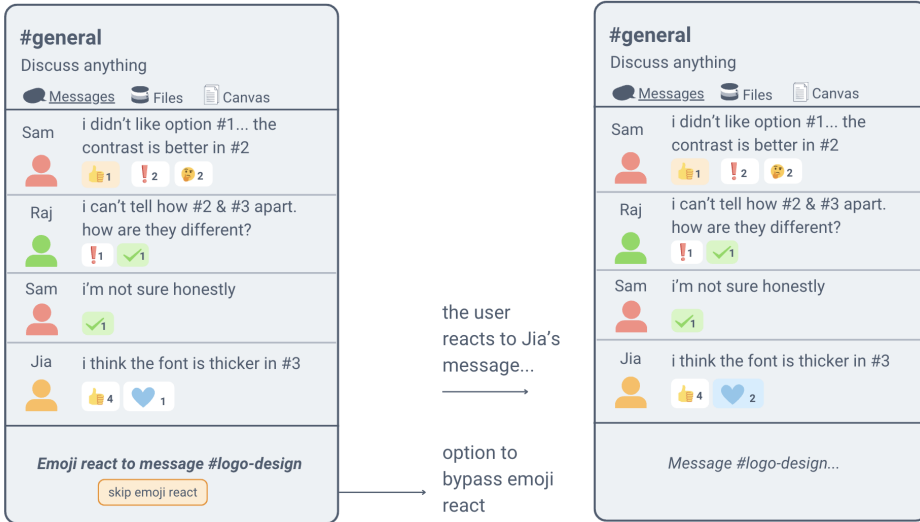 #general
Discuss anything
Messages Files Canvas
Sam
i didn't like option #1... the
contrast is better in #2
1 2 2
Raj
i can't tell how #2 & #3 apart.
how are they different?
1 1
Sam
i'm not sure honestly
1
Jia
i think the font is thicker in #3
4 1
Emoji react to message #logo-design
skip emoji react
the user
reacts to Jia's
message...
option to
bypass emoji
react
#general
Discuss anything
Messages Files Canvas
Sam
i didn't like option #1... the
contrast is better in #2
1 2 2
Raj
i can't tell how #2 & #3 apart.
how are they different?
1 1
Sam
i'm not sure honestly
1
Jia
i think the font is thicker in #3
4 2
Message #logo-design...